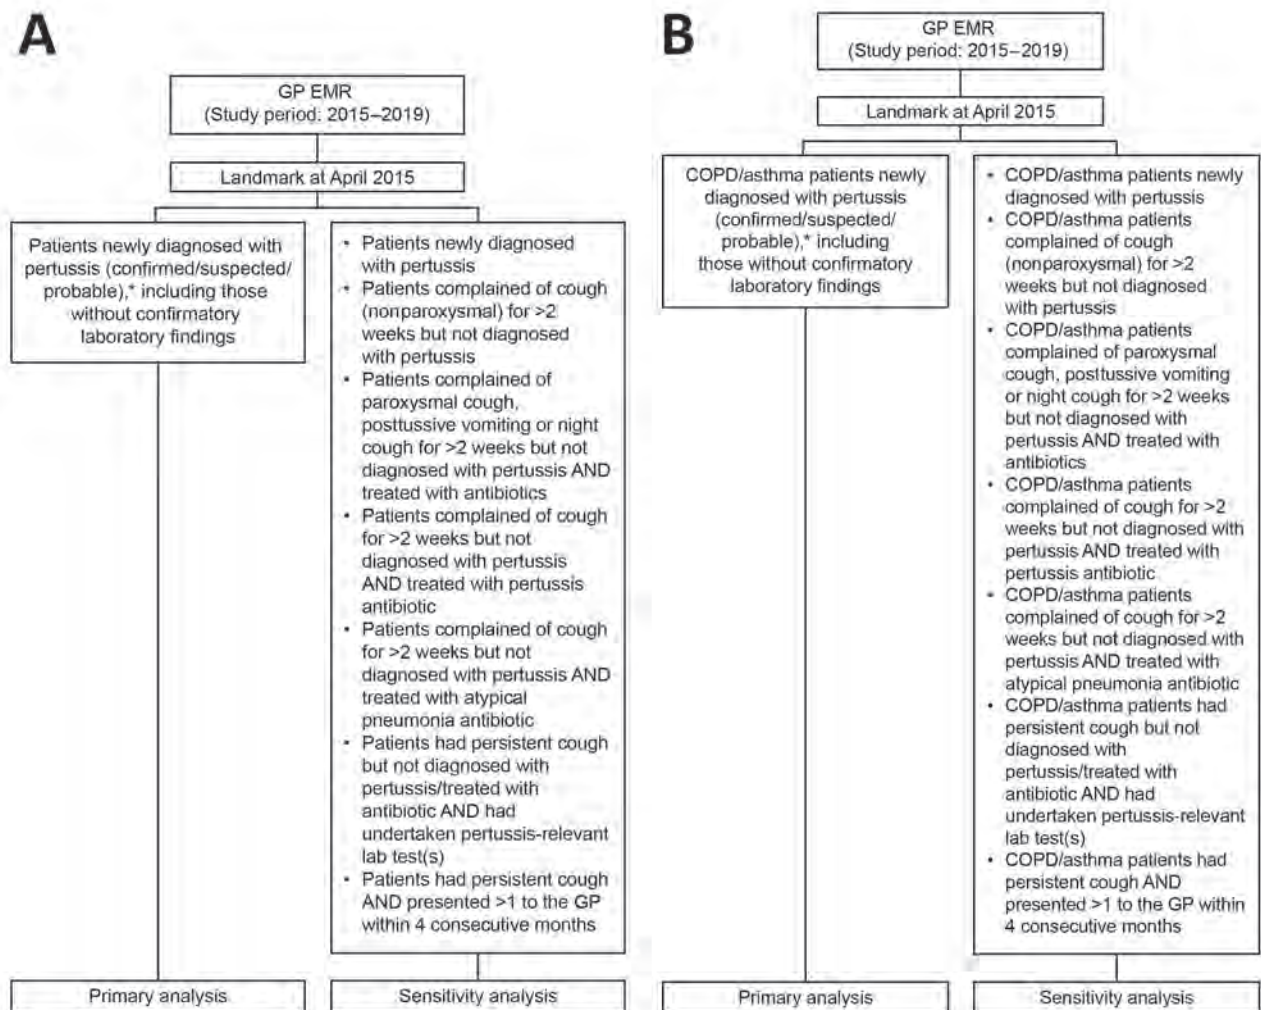 A
GP EMR
(Study period: 2015–2019)
Landmark at April 2015
Patients newly diagnosed with
pertussis (confirmed/suspected/
probable),* including those
without confirmatory
laboratory findings
• Patients newly diagnosed
with pertussis
• Patients complained of cough
(nonparoxysmal) for >2
weeks but not diagnosed
with pertussis
• Patients complained of
paroxysmal cough,
posttussive vomiting or night
cough for >2 weeks but not
diagnosed with pertussis AND
treated with antibiotics
• Patients complained of cough
for >2 weeks but not
diagnosed with pertussis
AND treated with pertussis
antibiotic
• Patients complained of cough
for >2 weeks but not
diagnosed with pertussis AND
treated with atypical
pneumonia antibiotic
• Patients had persistent cough
but not diagnosed with
pertussis/treated with
antibiotic AND had
undertaken pertussis-relevant
lab test(s)
• Patients had persistent cough
AND presented >1 to the GP
within 4 consecutive months
Primary analysis
Sensitivity analysis
B
GP EMR
(Study period: 2015–2019)
Landmark at April 2015
COPD/asthma patients newly
diagnosed with pertussis
(confirmed/suspected/
probable),* including
those without confirmatory
laboratory findings
• COPD/asthma patients newly
diagnosed with pertussis
• COPD/asthma patients
complained of cough
(nonparoxysmal) for >2
weeks but not diagnosed
with pertussis
• COPD/asthma patients
complained of paroxysmal
cough, posttussive vomiting
or night cough for >2 weeks
but not diagnosed with
pertussis AND treated with
antibiotics
• COPD/asthma patients
complained of cough for >2
weeks but not diagnosed with
pertussis AND treated with
pertussis antibiotic
• COPD/asthma patients
complained of cough for >2
weeks but not diagnosed with
pertussis AND treated with
atypical pneumonia antibiotic
• COPD/asthma patients had
persistent cough but not
diagnosed with
pertussis/treated with
antibiotic AND had
undertaken pertussis-relevant
lab test(s)
• COPD/asthma patients had
persistent cough AND
presented >1 to the GP within
4 consecutive months
Primary analysis
Sensitivity analysis